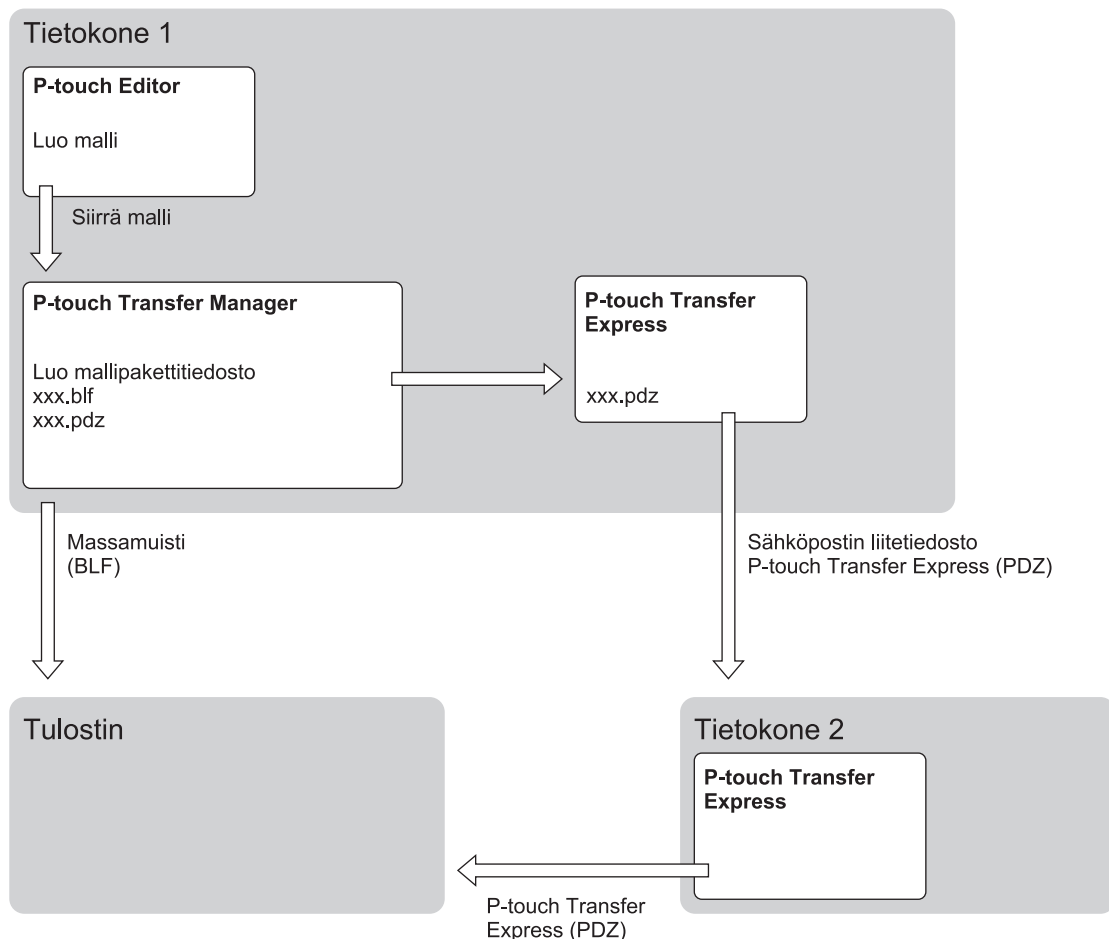 Tietokone 1
P-touch Editor
Luo malli
Siirrä malli
P-touch Transfer Manager
Luo mallipakettitiedosto
xxx.blf
xxx.pdz
P-touch Transfer
Express
xxx.pdz
Massamuisti
(BLF)
Sähköpostin liitetiedosto
P-touch Transfer Express (PDZ)
Tulostin
Tietokone 2
P-touch Transfer
Express
P-touch Transfer
Express (PDZ)